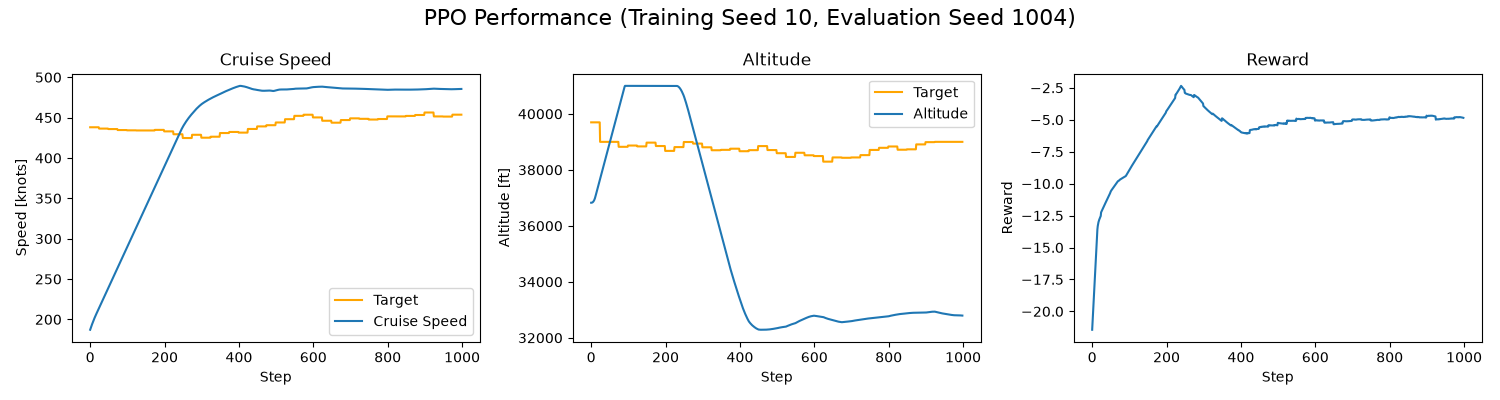 PPO Performance (Training Seed 10, Evaluation Seed 1004)
Cruise Speed
Speed [knots]
500
450
400
350
300
250
200
0 200 400 600 800 1000
Step
Target
Cruise Speed
Altitude
Altitude [ft]
40000
38000
36000
34000
32000
0 200 400 600 800 1000
Step
Target
Altitude
Reward
Reward
−2.5
−5.0
−7.5
−10.0
−12.5
−15.0
−17.5
−20.0
0 200 400 600 800 1000
Step